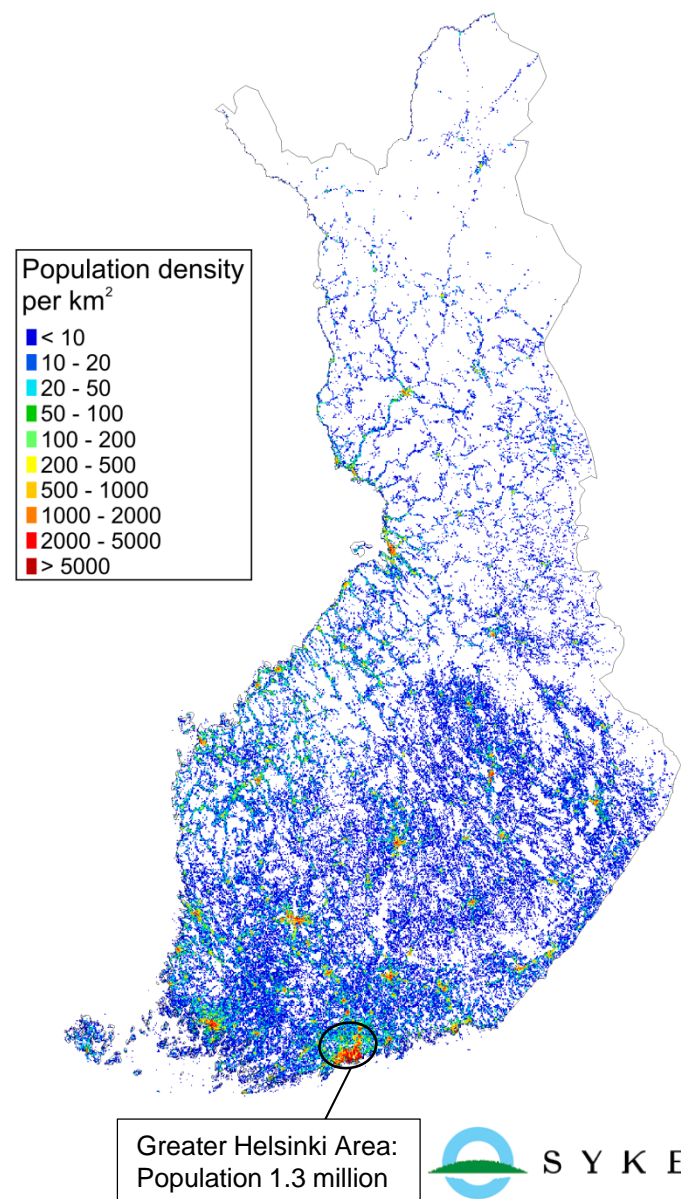 Population density
per km²
< 10
10 - 20
20 - 50
50 - 100
100 - 200
200 - 500
500 - 1000
1000 - 2000
2000 - 5000
> 5000
Greater Helsinki Area:
Population 1.3 million
S Y K E